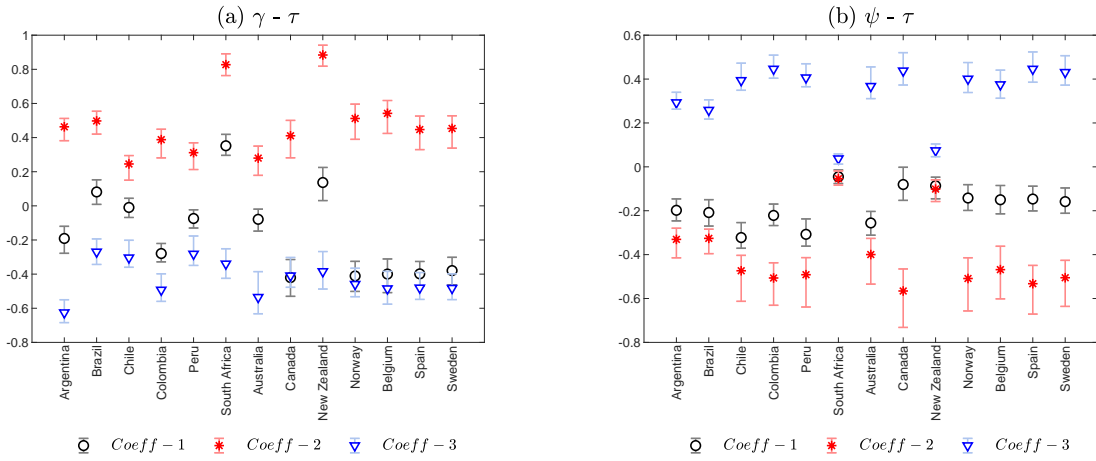 (a) γ - τ
1
0.8
0.6
0.4
0.2
0
-0.2
-0.4
-0.6
-0.8
Argentina
Brazil
Chile
Colombia
Peru
South Africa
Australia
Canada
New Zealand
Norway
Belgium
Spain
Sweden
Coeff − 1 Coeff − 2 Coeff − 3
(b) ψ - τ
0.6
0.4
0.2
0
-0.2
-0.4
-0.6
-0.8
Argentina
Brazil
Chile
Colombia
Peru
South Africa
Australia
Canada
New Zealand
Norway
Belgium
Spain
Sweden
Coeff − 1 Coeff − 2 Coeff − 3